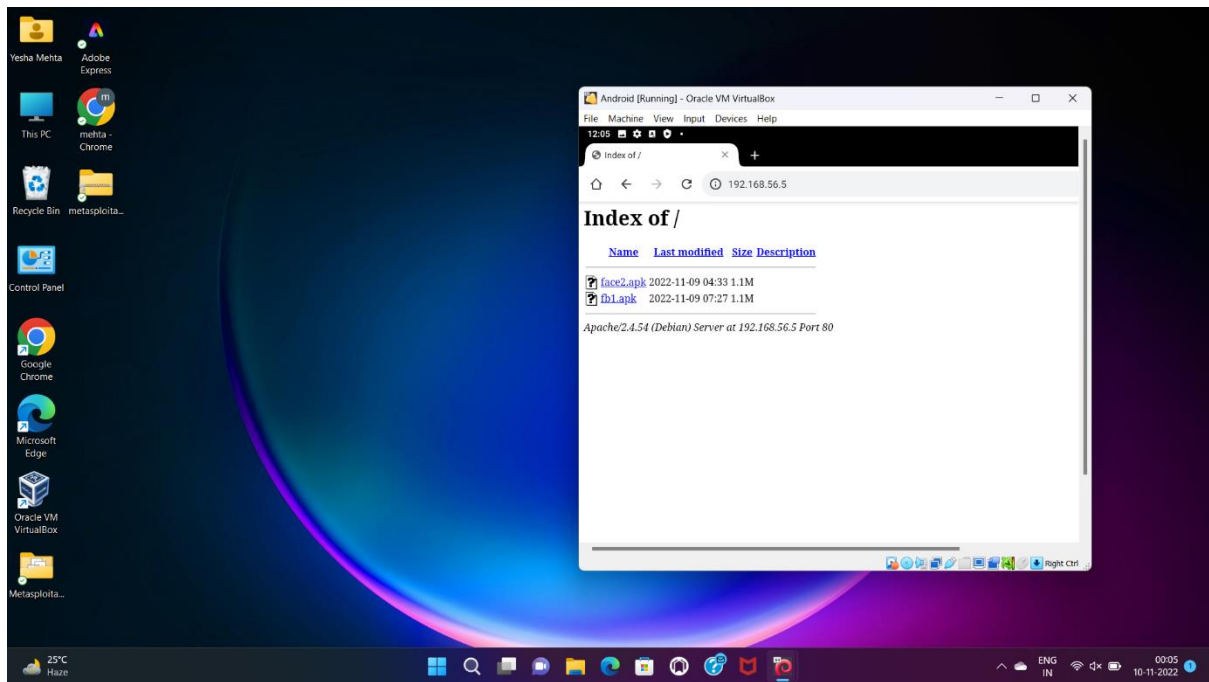 Yesha Mehta
Adobe
Express
This PC
m
mehta -
Chrome
Recycle Bin
metasploita...
Control Panel
Google
Chrome
Microsoft
Edge
Oracle VM
VirtualBox
Metasploita...
Android [Running] - Oracle VM VirtualBox
File Machine View Input Devices Help
12:05
Index of /
192.168.56.5
Index of /
Name Last modified Size Description
face2.apk 2022-11-09 04:33 1.1M
fb1.apk 2022-11-09 07:27 1.1M
Apache/2.4.54 (Debian) Server at 192.168.56.5 Port 80
Right Ctrl
25°C
Haze
ENG
IN
00:05
10-11-2022
1